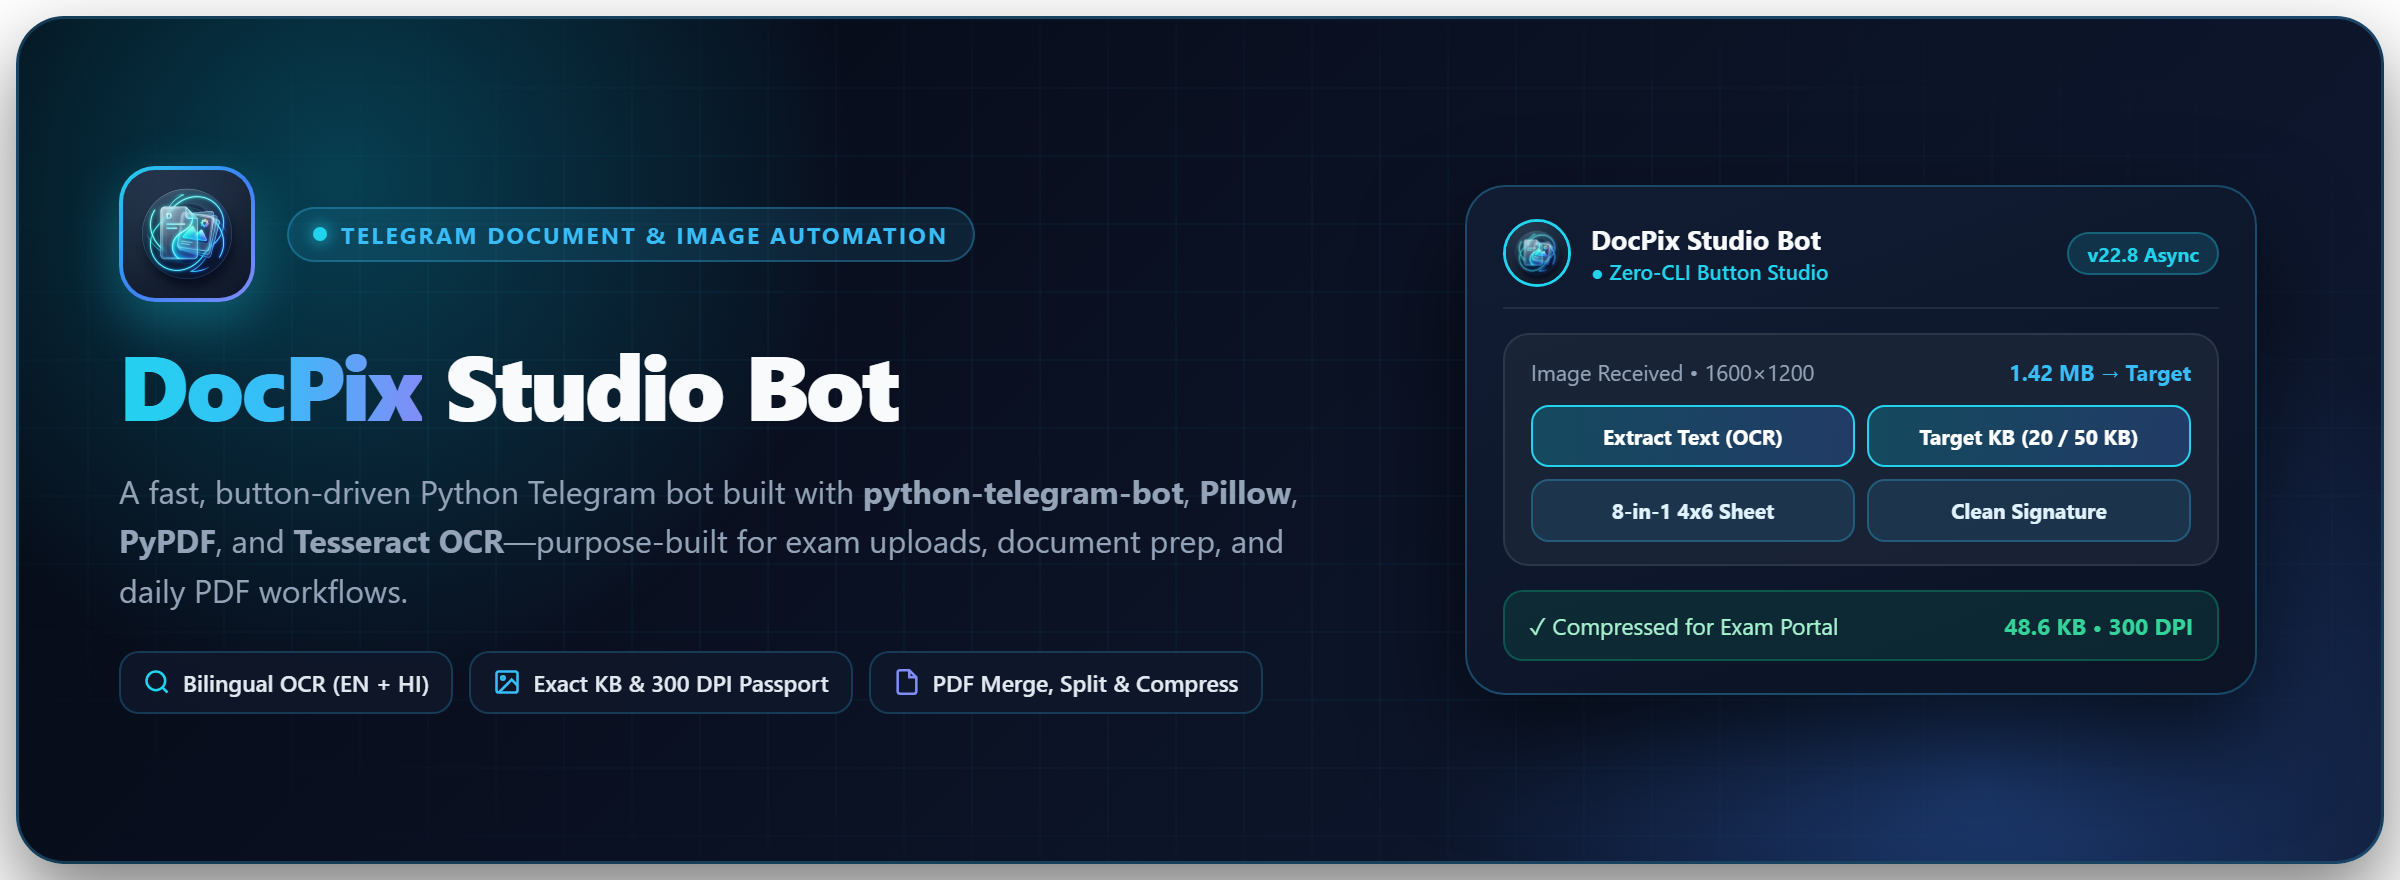 TELEGRAM DOCUMENT & IMAGE AUTOMATION
DocPix Studio Bot
A fast, button-driven Python Telegram bot built with python-telegram-bot, Pillow,
PyPDF, and Tesseract OCR—purpose-built for exam uploads, document prep, and
daily PDF workflows.
Bilingual OCR (EN + HI)
Exact KB & 300 DPI Passport
PDF Merge, Split & Compress
DocPix Studio Bot
● Zero-CLI Button Studio
v22.8 Async
Image Received • 1600×1200
1.42 MB → Target
Extract Text (OCR)
Target KB (20 / 50 KB)
8-in-1 4x6 Sheet
Clean Signature
✓ Compressed for Exam Portal
48.6 KB • 300 DPI